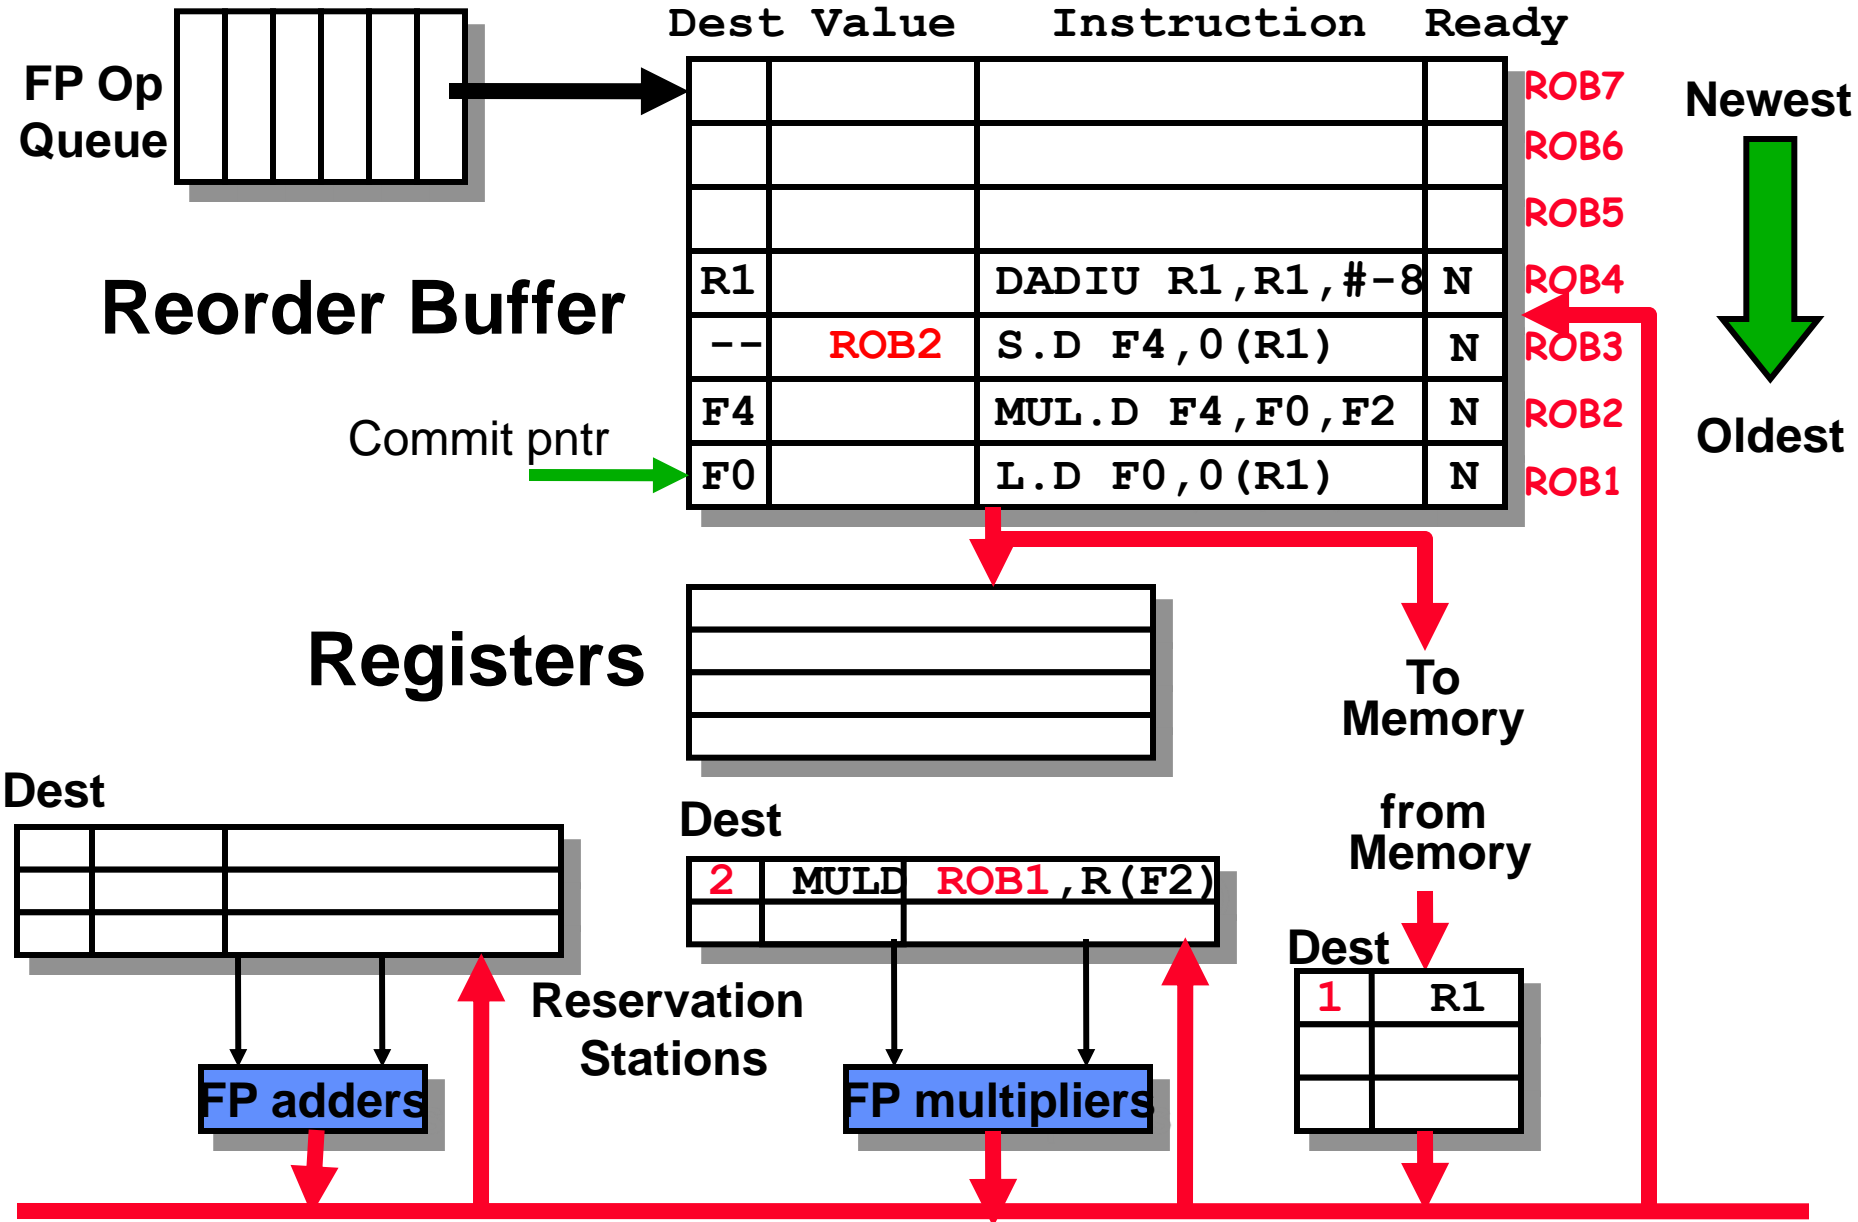 Dest Value Instruction Ready
FP Op
Queue
ROB7
Newest
ROB6
ROB5
Reorder Buffer
R1 DADIU R1,R1,#-8 N ROB4
-- ROB2 S.D F4,0(R1) N ROB3
F4 MUL.D F4,F0,F2 N ROB2
Oldest
Commit pntr
F0 L.D F0,0(R1) N ROB1
Registers
To
Memory
Dest
Dest
from
Memory
2 MULD ROB1,R(F2)
Dest
1 R1
Reservation
Stations
FP adders
FP multipliers